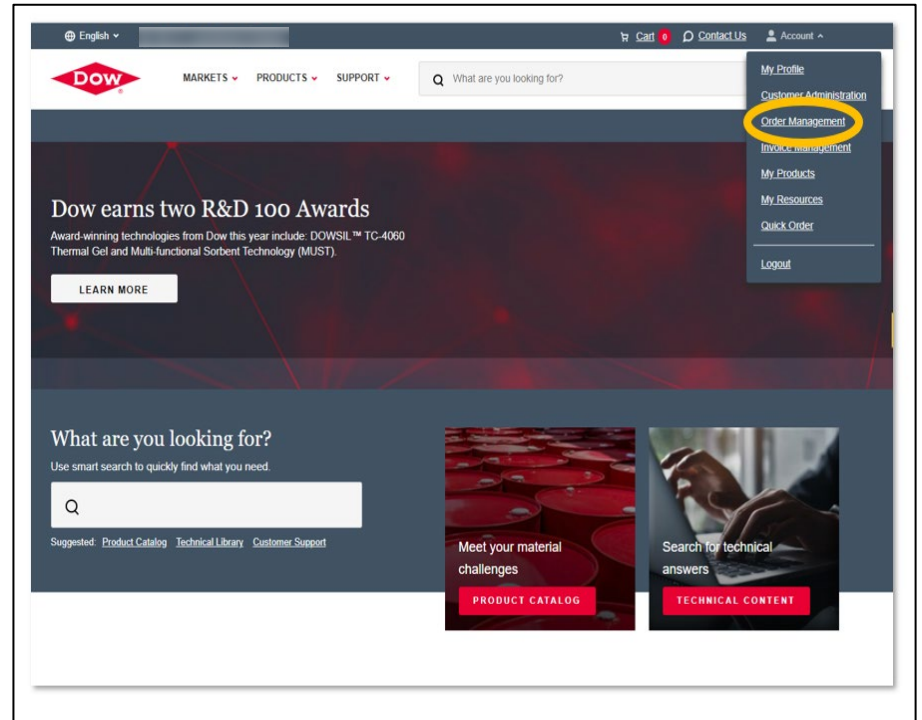 English
Cart 0 Contact Us Account
DOW
MARKETS PRODUCTS SUPPORT
What are you looking for?
My Profile
Customer Administration
Order Management
Invoice Management
My Products
My Resources
Quick Order
Logout
Dow earns two R&D 100 Awards
Award-winning technologies from Dow this year include: DOWSIL™ TC-4060
Thermal Gel and Multi-functional Sorbent Technology (MUST).
LEARN MORE
What are you looking for?
Use smart search to quickly find what you need.
Suggested: Product Catalog Technical Library Customer Support
Meet your material
challenges
PRODUCT CATALOG
Search for technical
answers
TECHNICAL CONTENT